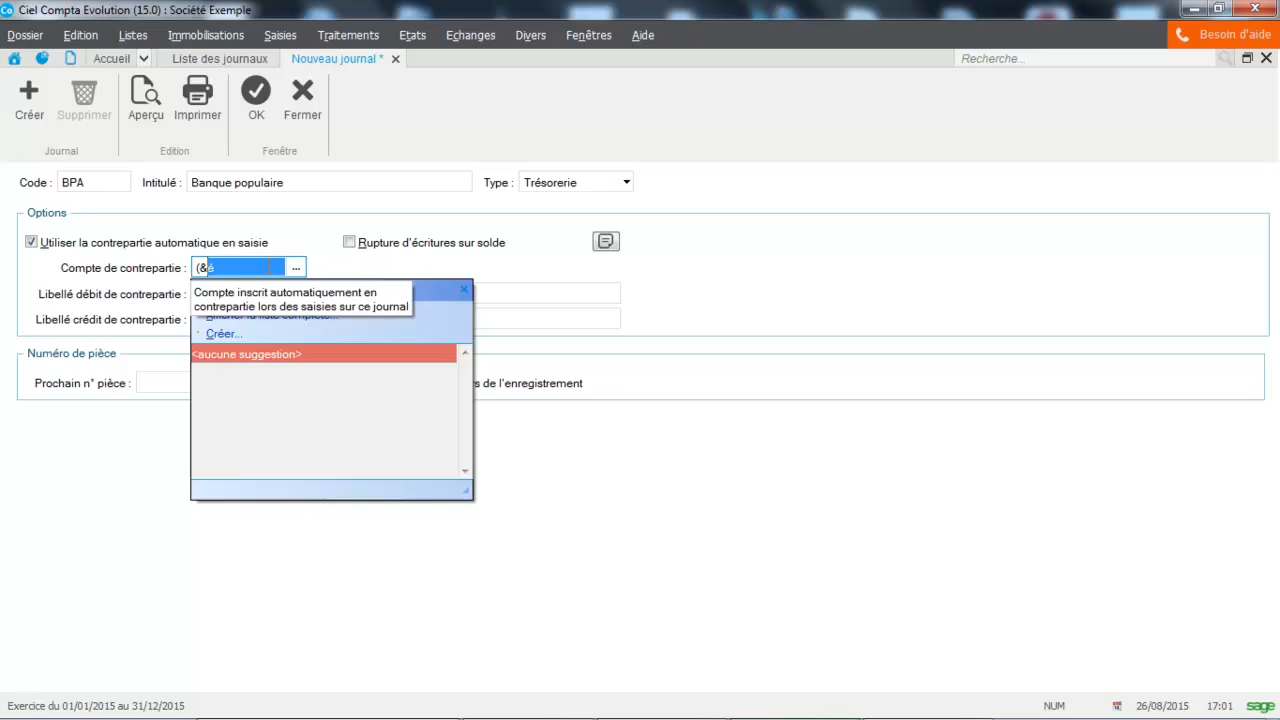 Co Ciel Compta Evolution (15.0) : Société Exemple
Dossier Edition Listes Immobilisations Saisies Traitements Etats Echanges Divers Fenêtres Aide Besoin d'aide
Accueil Liste des journaux Nouveau journal * Recherche...
Créer Supprimer Aperçu Imprimer OK Fermer
Journal Edition Fenêtre
Code : BPA Intitulé : Banque populaire Type : Trésorerie
Options
Utiliser la contrepartie automatique en saisie Rupture d'écritures sur solde
Compte de contrepartie : (&é ...
Libellé débit de contrepartie :
Compte inscrit automatiquement en
contrepartie lors des saisies sur ce journal
Libellé crédit de contrepartie : Afficher la liste complète...
Créer...
Numéro de pièce
<aucune suggestion>
Prochain n° pièce : s de l'enregistrement
Exercice du 01/01/2015 au 31/12/2015 NUM 26/08/2015 17:01 sage